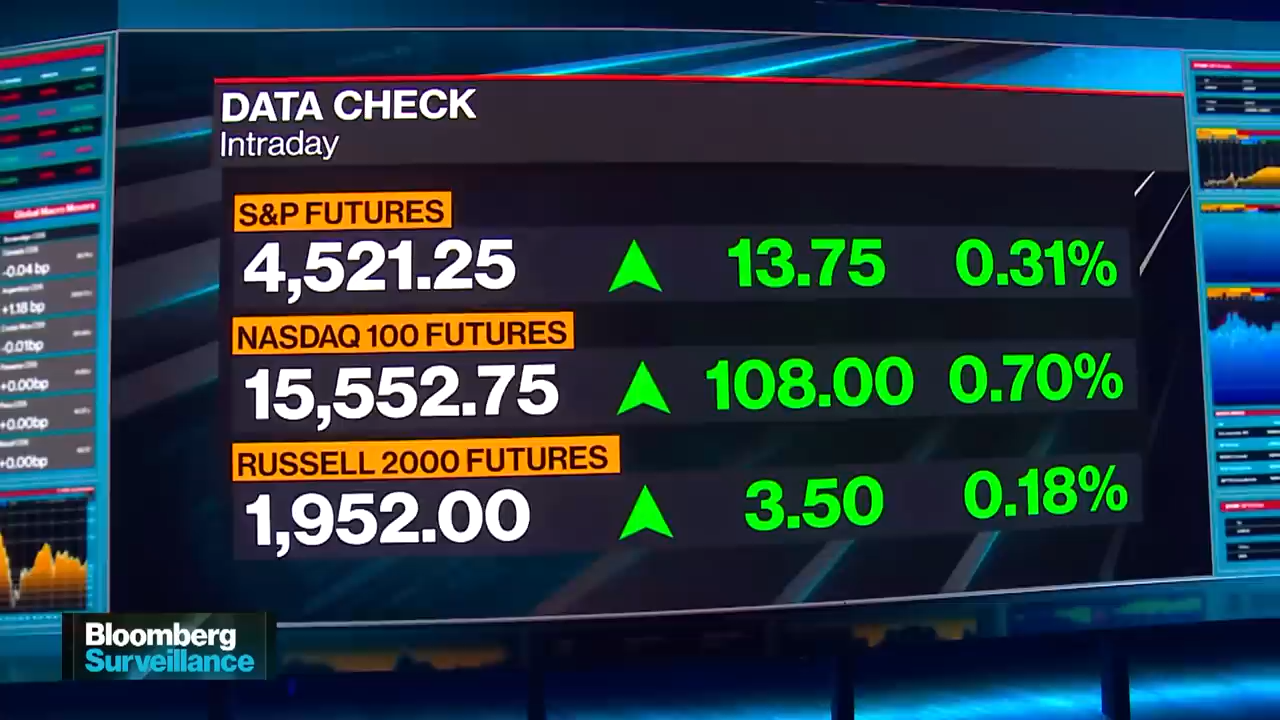 DATA CHECK
Intraday
S&P FUTURES
4,521.25 13.75 0.31%
NASDAQ 100 FUTURES
15,552.75 108.00 0.70%
RUSSELL 2000 FUTURES
1,952.00 3.50 0.18%
Global Macro Movers
-0.04 bp
+1.18 bp
-0.01bp
+0.00bp
+0.00bp
+0.00bp
Bloomberg
Surveillance